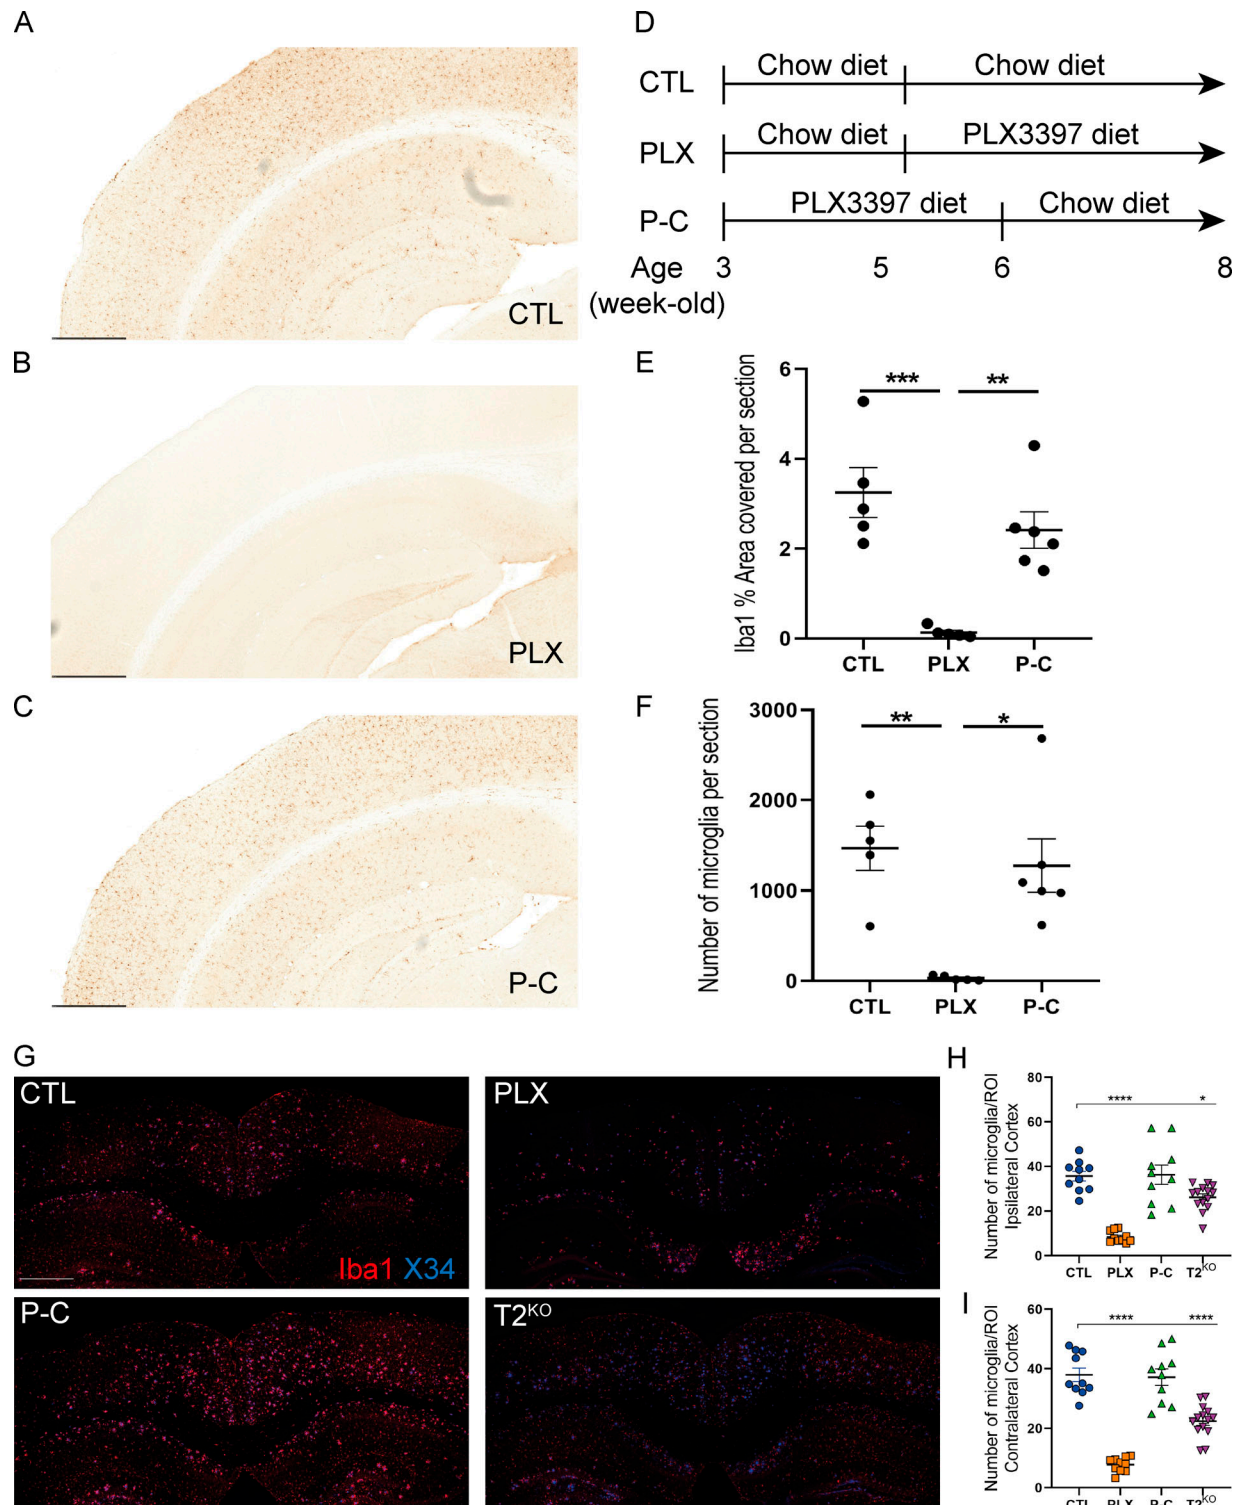 A
CTL
B
PLX
C
P-C
D
CTL Chow diet Chow diet
PLX Chow diet PLX3397 diet
P-C PLX3397 diet Chow diet
Age 3 5 6 8
(week-old)
E
Iba1 % Area covered per section
6
4
2
0
*** **
CTL PLX P-C
F
Number of microglia per section
3000
2000
1000
0
** *
CTL PLX P-C
G
CTL
PLX
Iba1 X34
P-C
T2KO
H
Number of microglia/ROI
Ipsilateral Cortex
80
60
40
20
0
**** *
CTL PLX P-C T2KO
I
Number of microglia/ROI
Contralateral Cortex
60
40
20
0
**** ****
CTL PLX P-C T2KO